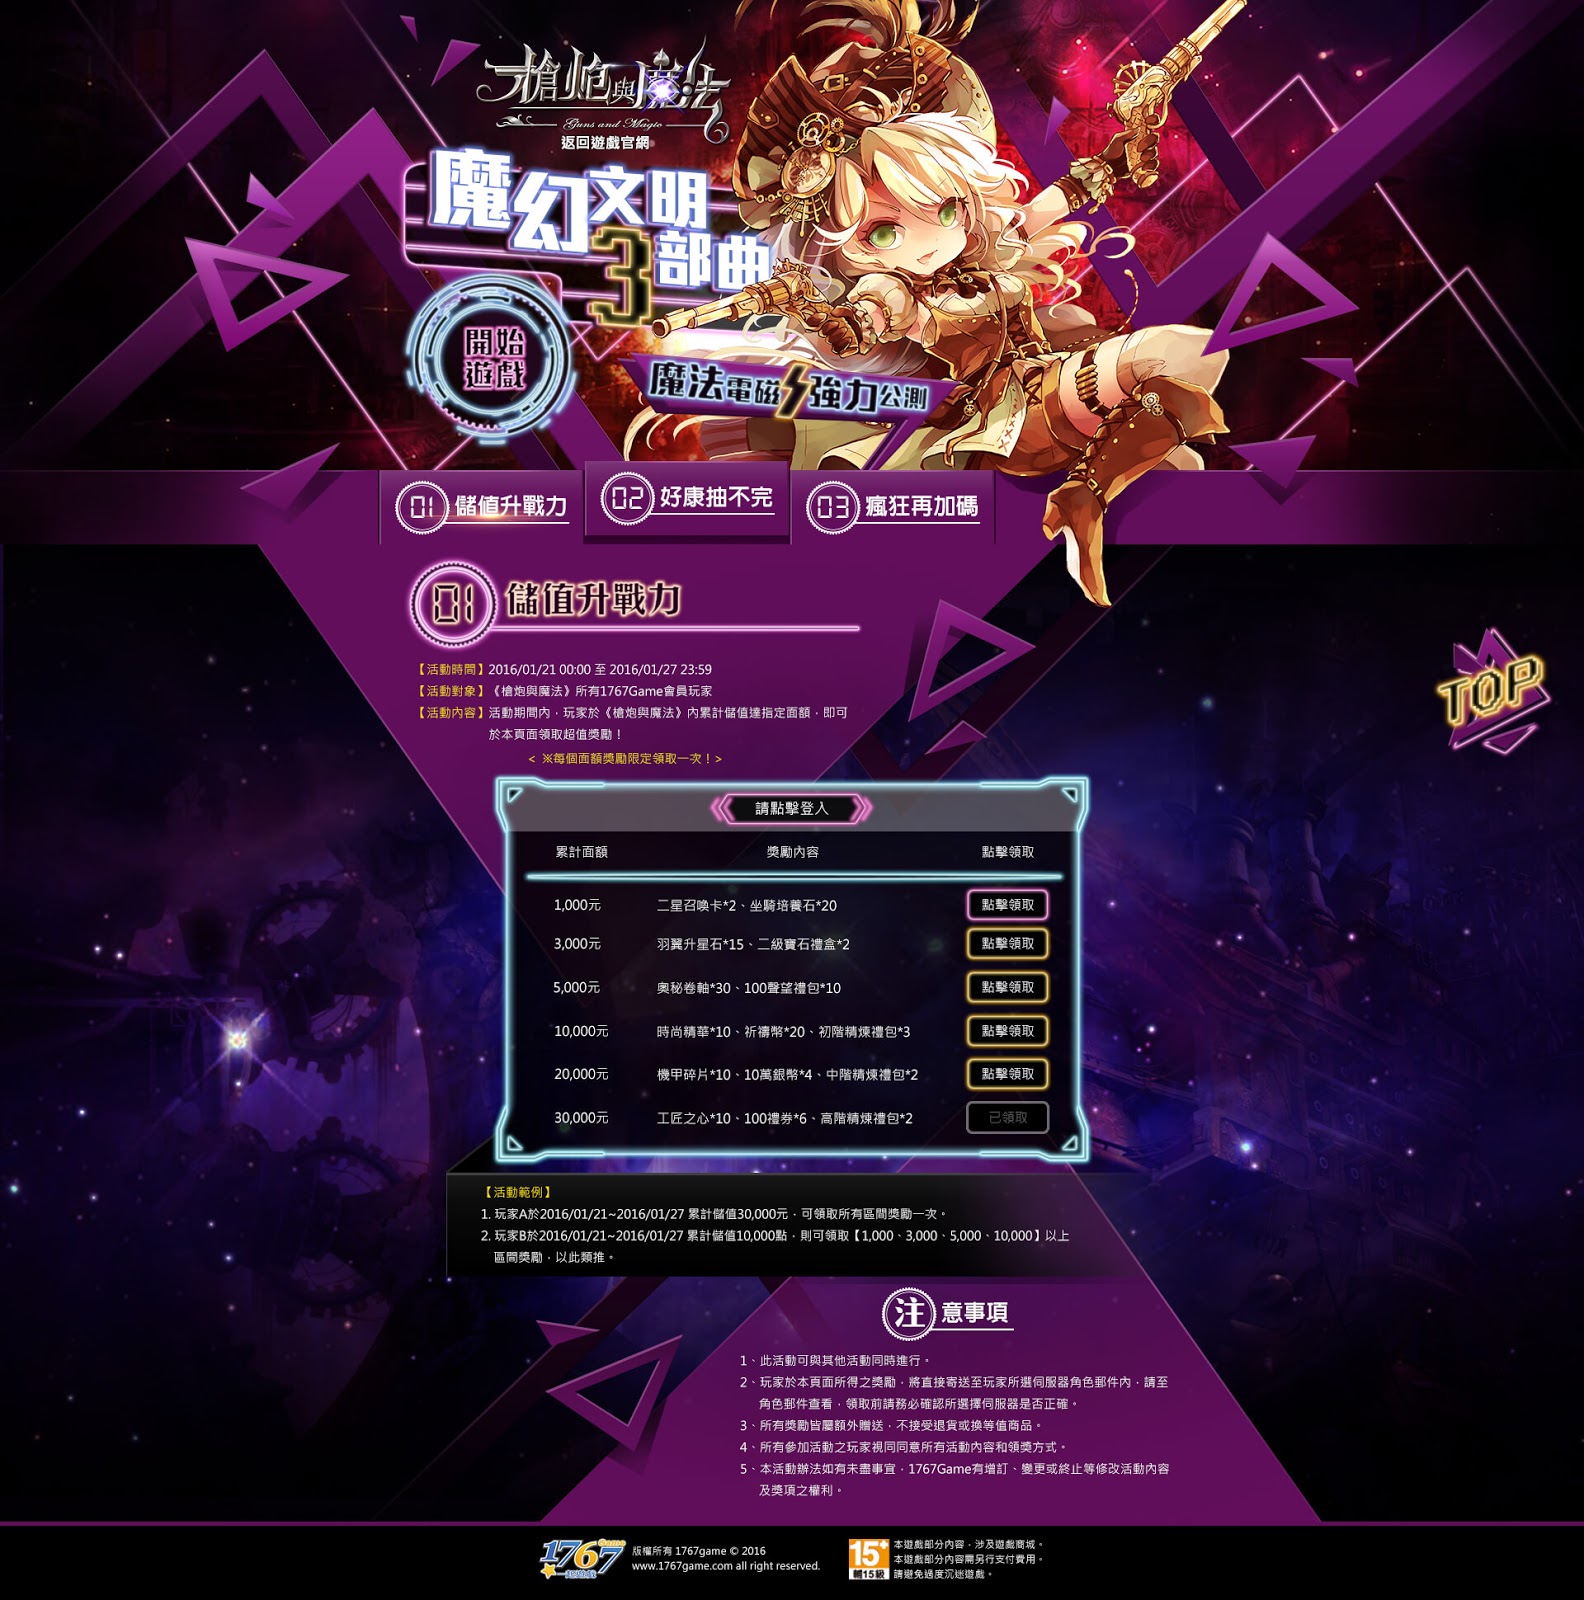 槍炮與魔法
Guns and Magic
返回遊戲官網
魔幻文明
3部曲
開始
遊戲
魔法電磁強力公測
01 儲值升戰力
02 好康抽不完
03 瘋狂再加碼
01 儲值升戰力
【活動時間】2016/01/21 00:00 至 2016/01/27 23:59
【活動對象】《槍炮與魔法》所有1767Game會員玩家
【活動內容】活動期間內，玩家於《槍炮與魔法》內累計儲值達指定面額，即可
於本頁面領取超值獎勵！
< ※每個面額獎勵限定領取一次！>
TOP
請點擊登入
累計面額 獎勵內容 點擊領取
1,000元 二星召喚卡*2、坐騎培養石*20 點擊領取
3,000元 羽翼升星石*15、二級寶石禮盒*2 點擊領取
5,000元 奧秘卷軸*30、100聲望禮包*10 點擊領取
10,000元 時尚精華*10、祈禱幣*20、初階精煉禮包*3 點擊領取
20,000元 機甲碎片*10、10萬銀幣*4、中階精煉禮包*2 點擊領取
30,000元 工匠之心*10、100禮券*6、高階精煉禮包*2 已領取
【活動範例】
1. 玩家A於2016/01/21~2016/01/27 累計儲值30,000元，可領取所有區間獎勵一次。
2. 玩家B於2016/01/21~2016/01/27 累計儲值10,000點，則可領取【1,000、3,000、5,000、10,000】以上
區間獎勵，以此類推。
注意事項
1、此活動可與其他活動同時進行。
2、玩家於本頁面所得之獎勵，將直接寄送至玩家所選伺服器角色郵件內，請至
角色郵件查看，領取前請務必確認所選擇伺服器是否正確。
3、所有獎勵皆屬額外贈送，不接受退貨或換等值商品。
4、所有參加活動之玩家視同同意所有活動內容和領獎方式。
5、本活動辦法如有未盡事宜，1767Game有增訂、變更或終止等修改活動內容
及獎項之權利。
1767 Game
一起遊戲
版權所有 1767game © 2016
www.1767game.com all right reserved.
15+
輔15級
本遊戲部分內容，涉及遊戲商城。
本遊戲部分內容需另行支付費用。
請避免過度沉迷遊戲。